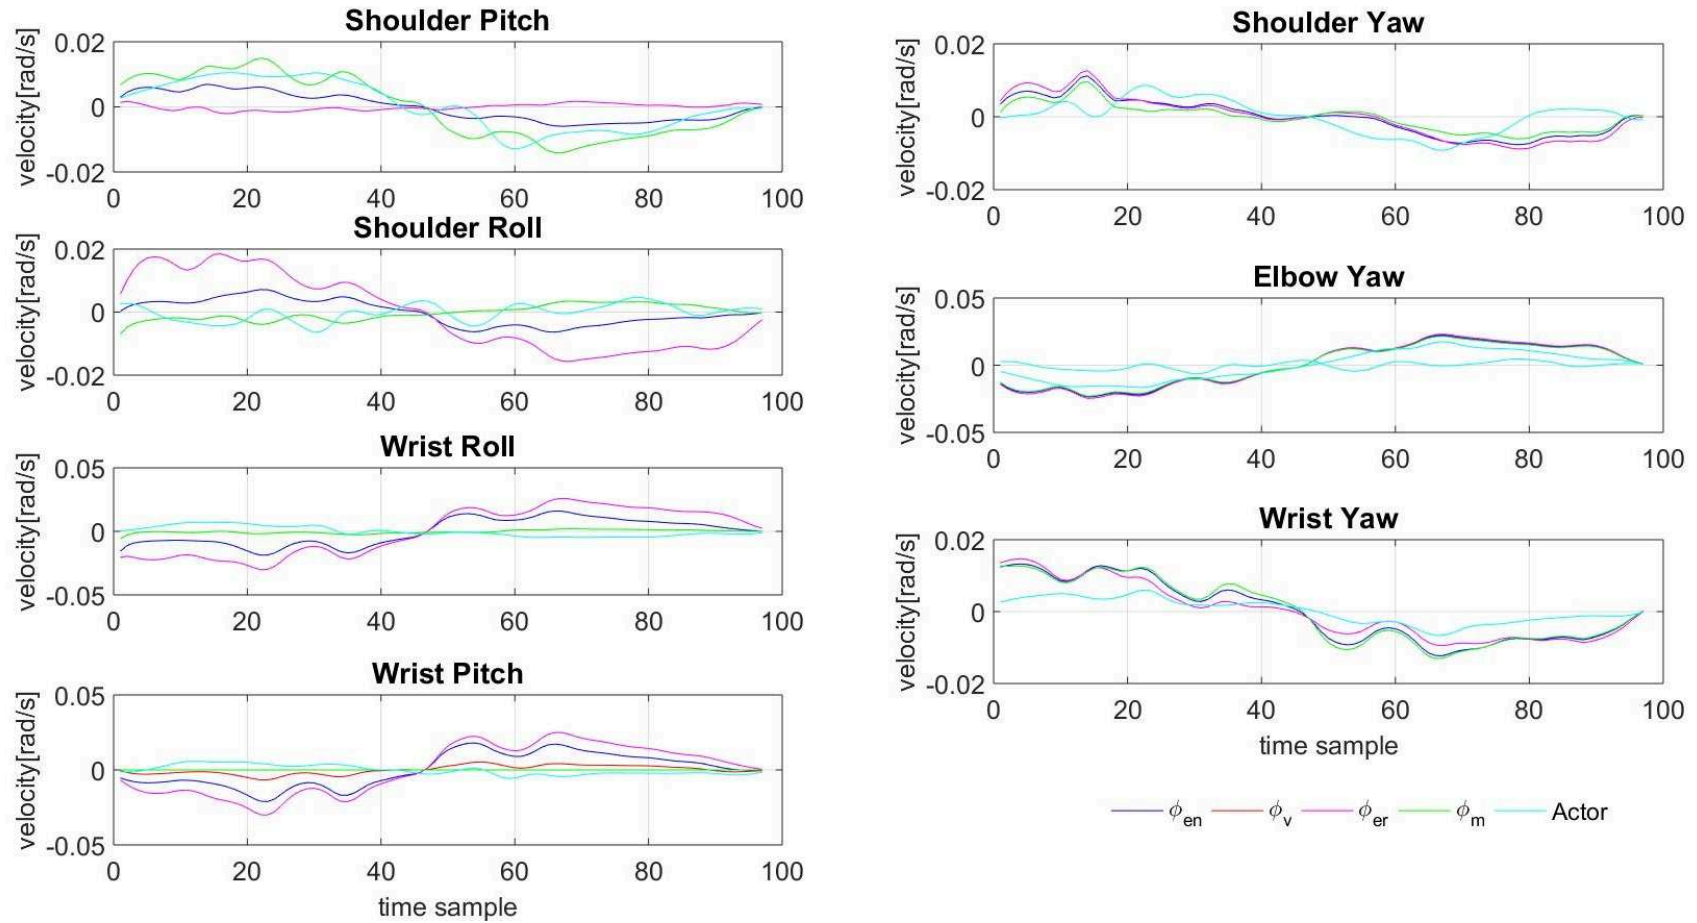 Shoulder Pitch
velocity[rad/s]
0.02
0
-0.02
0 20 40 60 80 100
Shoulder Roll
velocity[rad/s]
0.02
0
-0.02
0 20 40 60 80 100
Wrist Roll
velocity[rad/s]
0.05
0
-0.05
0 20 40 60 80 100
Wrist Pitch
velocity[rad/s]
0.05
0
-0.05
0 20 40 60 80 100
time sample
Shoulder Yaw
velocity[rad/s]
0.02
0
-0.02
0 20 40 60 80 100
Elbow Yaw
velocity[rad/s]
0.05
0
-0.05
0 20 40 60 80 100
Wrist Yaw
velocity[rad/s]
0.02
0
-0.02
0 20 40 60 80 100
time sample
ϕen ϕv ϕer ϕm Actor